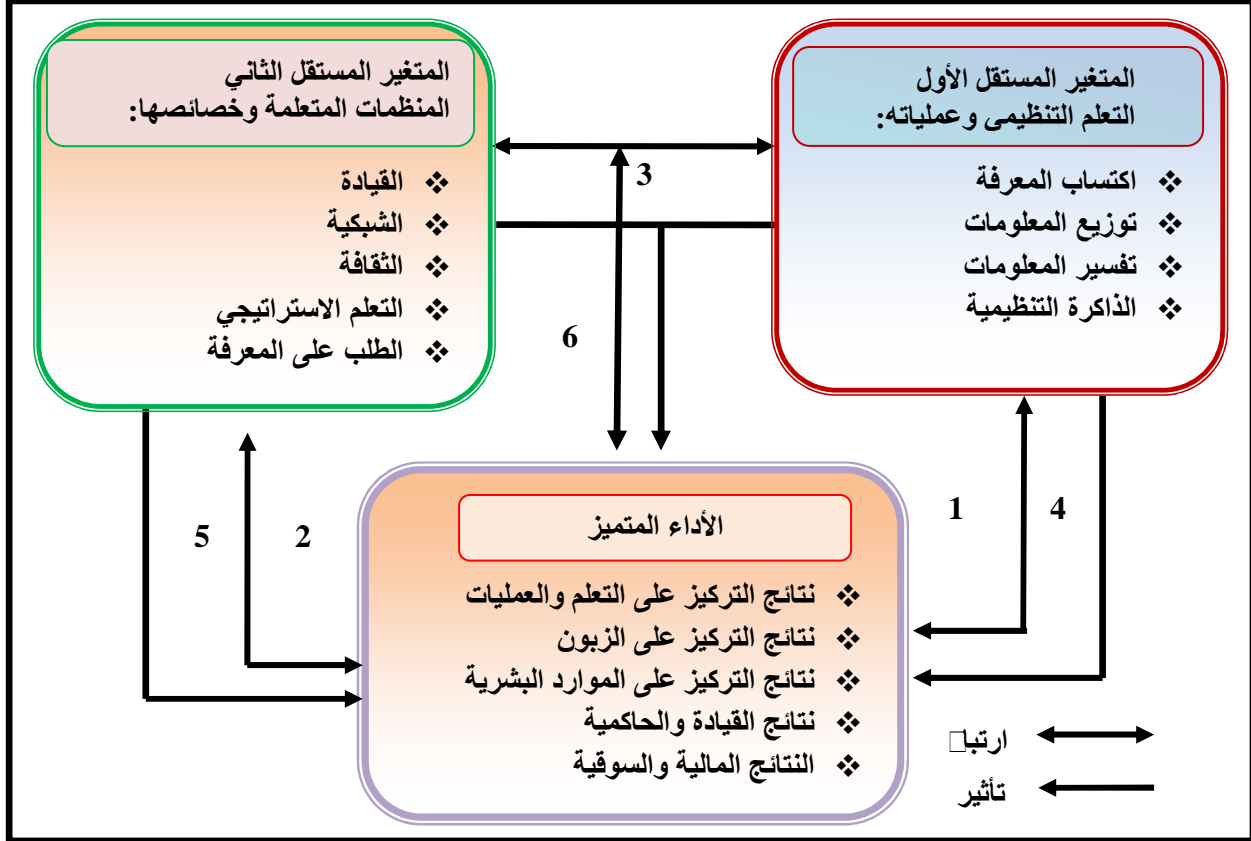 المتغير المستقل الأول
التعلم التنظيمى وعملياته:
❖ اكتساب المعرفة
❖ توزيع المعلومات
❖ تفسير المعلومات
❖ الذاكرة التنظيمية
المتغير المستقل الثاني
المنظمات المتعلمة وخصائصها:
❖ القيادة
❖ الشبكية
❖ الثقافة
❖ التعلم الاستراتيجي
❖ الطلب على المعرفة
3
6
1
4
5
2
الأداء المتميز
❖ نتائج التركيز على التعلم والعمليات
❖ نتائج التركيز على الزبون
❖ نتائج التركيز على الموارد البشرية
❖ نتائج القيادة والحاكمية
❖ النتائج المالية والسوقية
ارتبا□
تأثير